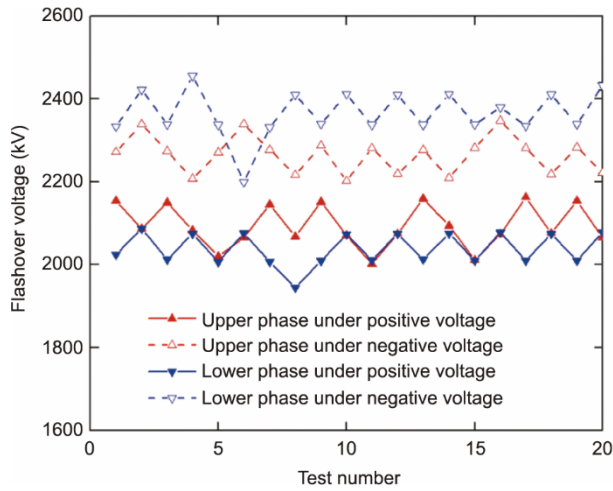 2600
2400
2200
2000
1800
1600
Flashover voltage (kV)
Upper phase under positive voltage
Upper phase under negative voltage
Lower phase under positive voltage
Lower phase under negative voltage
0 5 10 15 20
Test number